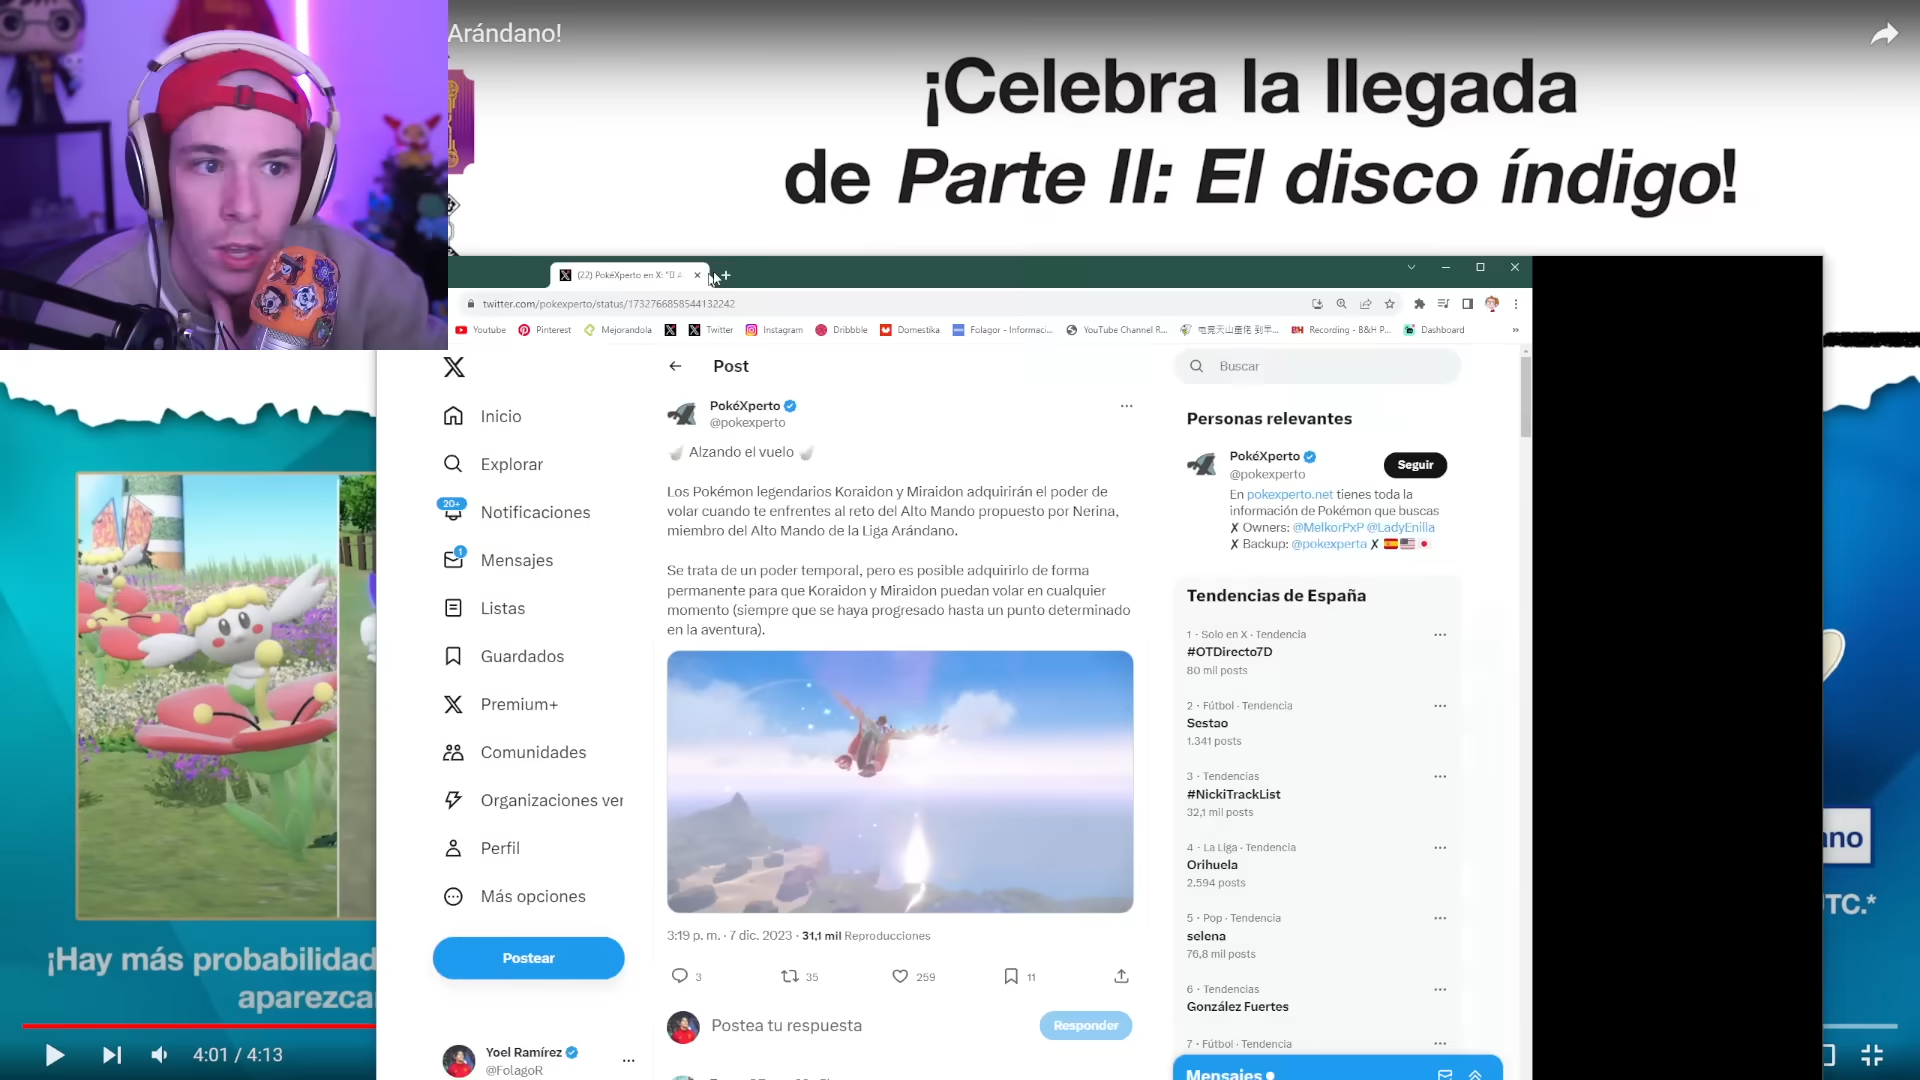 Arándano!
¡Celebra la llegada
de Parte II: El disco índigo!
(22) PokéXperto en X: "
twitter.com/pokexperto/status/1732766858544132242
Youtube
Pinterest
Mejorandola
Twitter
Instagram
Dribbble
Domestika
Folagor - Informaci...
YouTube Channel R...
Recording - B&H P...
Dashboard
Post
Buscar
Inicio
Explorar
20+
Notificaciones
1
Mensajes
Listas
Guardados
Premium+
Comunidades
Organizaciones ver
Perfil
Más opciones
Postear
Yoel Ramírez
@FolagoR
PokéXperto
@pokexperto
Alzando el vuelo
Los Pokémon legendarios Koraidon y Miraidon adquirirán el poder de
volar cuando te enfrentes al reto del Alto Mando propuesto por Nerina,
miembro del Alto Mando de la Liga Arándano.
Se trata de un poder temporal, pero es posible adquirirlo de forma
permanente para que Koraidon y Miraidon puedan volar en cualquier
momento (siempre que se haya progresado hasta un punto determinado
en la aventura).
3:19 p. m. · 7 dic. 2023 · 31,1 mil Reproducciones
3 35 259 11
Postea tu respuesta
Responder
Personas relevantes
PokéXperto
@pokexperto
Seguir
En pokexperto.net tienes toda la
información de Pokémon que buscas
✗ Owners: @MelkorPxP @LadyEnilla
✗ Backup: @pokexperta ✗
Tendencias de España
1 · Solo en X · Tendencia
#OTDirecto7D
80 mil posts
2 · Fútbol · Tendencia
Sestao
1.341 posts
3 · Tendencias
#NickiTrackList
32,1 mil posts
4 · La Liga · Tendencia
Orihuela
2.594 posts
5 · Pop · Tendencia
selena
76,8 mil posts
6 · Tendencias
González Fuertes
7 · Fútbol · Tendencia
Mensajes
ano
UTC.*
¡Hay más probabilidad
aparezca
4:01 / 4:13